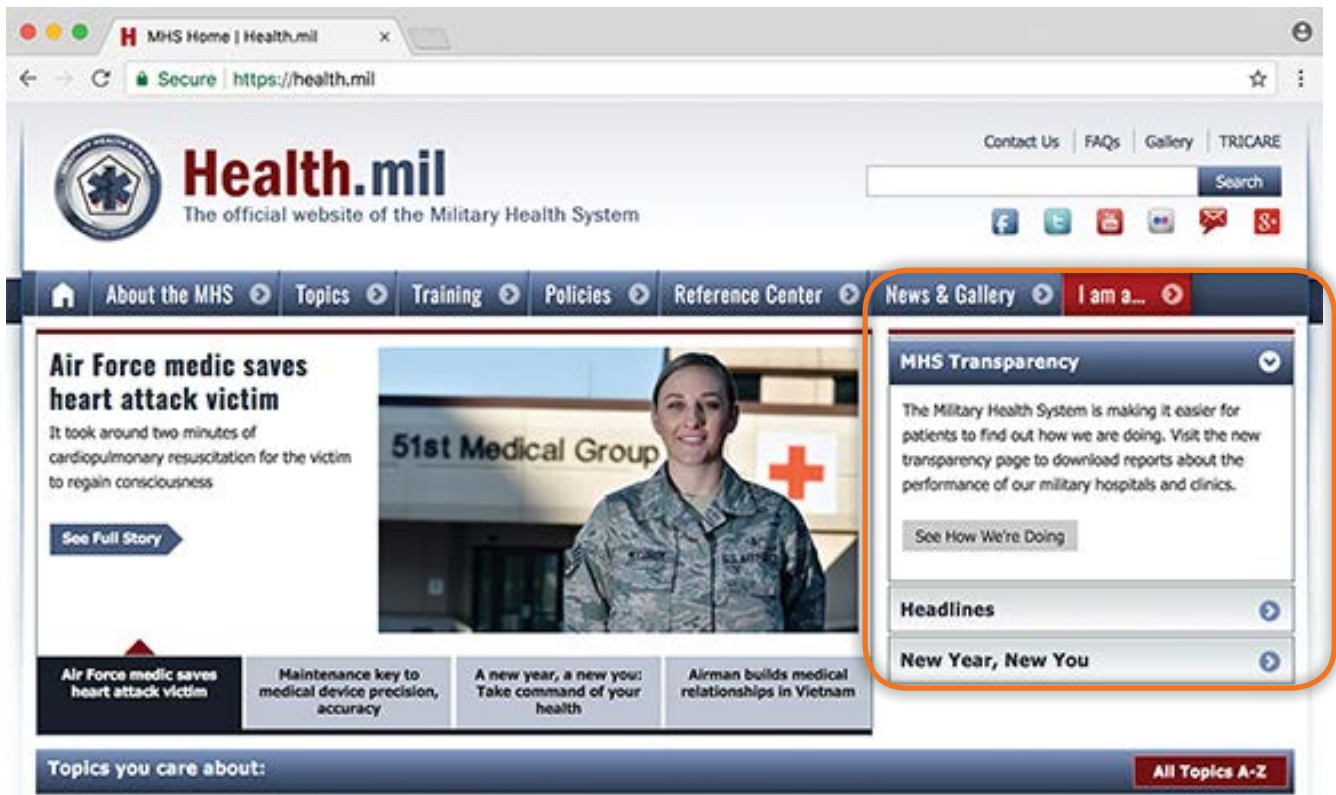 MHS Home | Health.mil
Secure | https://health.mil
Contact Us | FAQs | Gallery | TRICARE
Health.mil
The official website of the Military Health System
Search
About the MHS
Topics
Training
Policies
Reference Center
News & Gallery
I am a...
Air Force medic saves
heart attack victim
It took around two minutes of
cardiopulmonary resuscitation for the victim
to regain consciousness
See Full Story
51st Medical Group
U.S. AIR FORCE
MHS Transparency
The Military Health System is making it easier for
patients to find out how we are doing. Visit the new
transparency page to download reports about the
performance of our military hospitals and clinics.
See How We're Doing
Headlines
New Year, New You
Air Force medic saves
heart attack victim
Maintenance key to
medical device precision,
accuracy
A new year, a new you:
Take command of your
health
Airman builds medical
relationships in Vietnam
Topics you care about:
All Topics A-Z